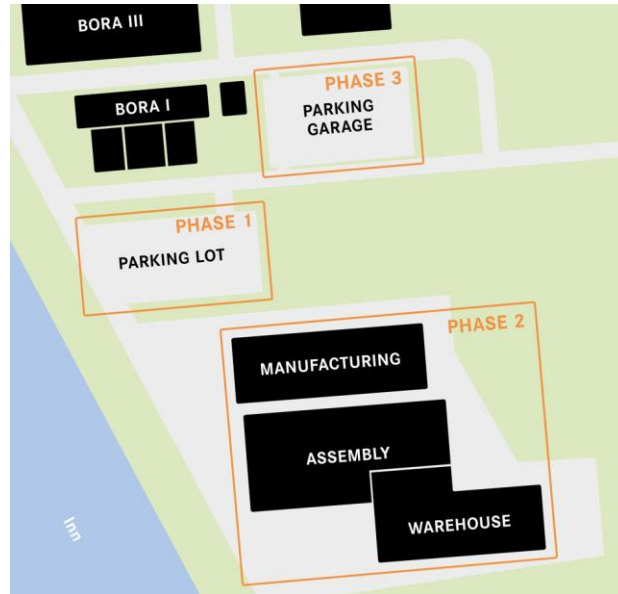 BORA III
PHASE 3
BORA I
PARKING
GARAGE
PHASE 1
PARKING LOT
PHASE 2
MANUFACTURING
ASSEMBLY
WAREHOUSE
Inn